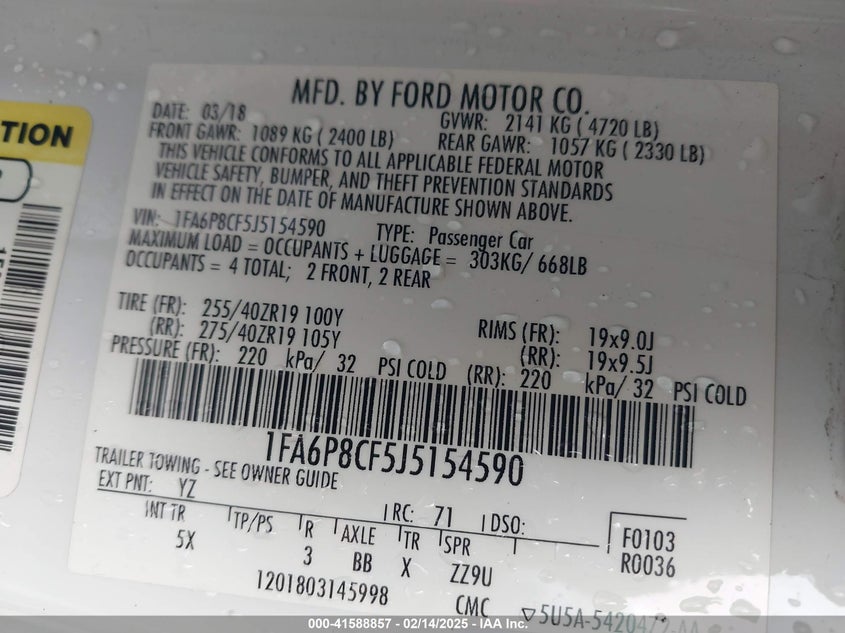 MFD. BY FORD MOTOR CO.
DATE: 03/18 GVWR: 2141 KG ( 4720 LB)
FRONT GAWR: 1089 KG ( 2400 LB) REAR GAWR: 1057 KG ( 2330 LB)
THIS VEHICLE CONFORMS TO ALL APPLICABLE FEDERAL MOTOR
VEHICLE SAFETY, BUMPER, AND THEFT PREVENTION STANDARDS
IN EFFECT ON THE DATE OF MANUFACTURE SHOWN ABOVE.
VIN: 1FA6P8CF5J5154590 TYPE: Passenger Car
MAXIMUM LOAD = OCCUPANTS + LUGGAGE = 303KG/ 668LB
OCCUPANTS = 4 TOTAL; 2 FRONT, 2 REAR
TIRE (FR): 255/40ZR19 100Y RIMS (FR): 19x9.0J
(RR): 275/40ZR19 105Y (RR): 19x9.5J
PRESSURE (FR): 220 kPa/ 32 PSI COLD (RR): 220 kPa/ 32 PSI COLD
1FA6P8CF5J5154590
TRAILER TOWING - SEE OWNER GUIDE
EXT PNT: YZ RC: 71 DSO: F0103
INT TR TP/PS R AXLE TR SPR R0036
5X 3 BB X ZZ9U
1201803145998 CMC
000-41588857 - 02/14/2025 - IAA Inc.